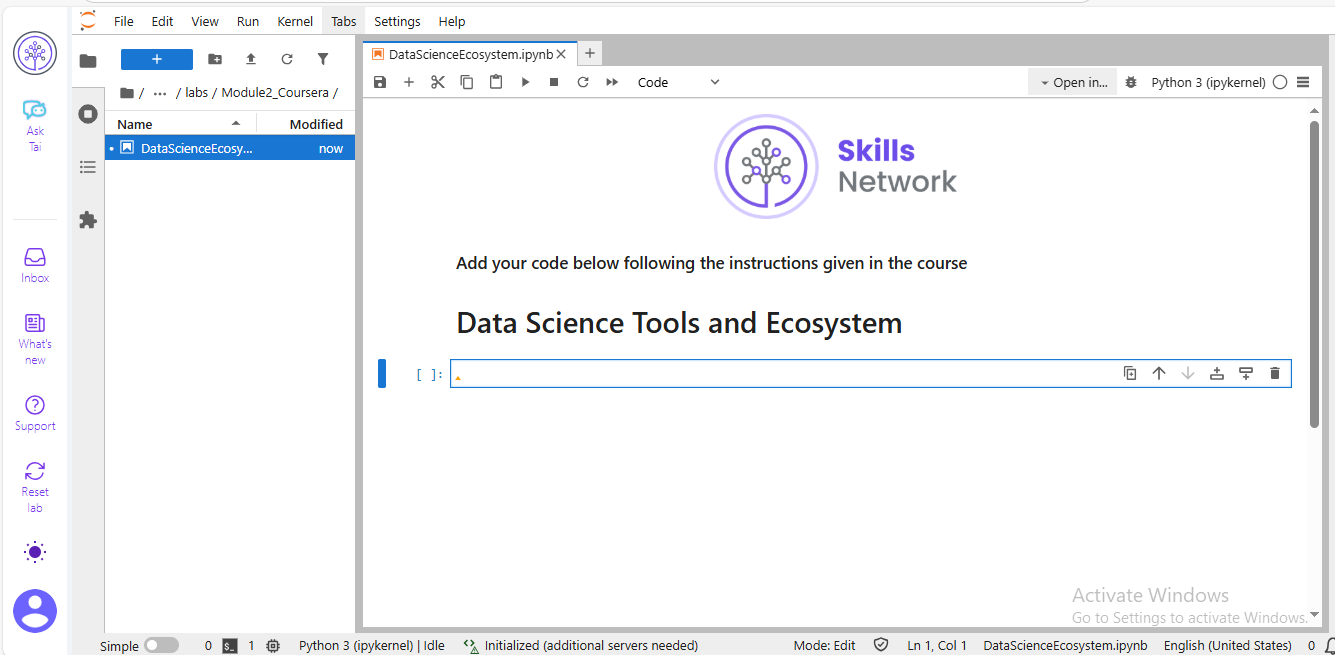 File Edit View Run Kernel Tabs Settings Help
Ask
Tai
Inbox
What's
new
Support
Reset
lab
+
/ ... / labs / Module2_Coursera /
Name Modified
DataScienceEcosy... now
DataScienceEcosystem.ipynb
Code
Open in...
Python 3 (ipykernel)
Skills
Network
Add your code below following the instructions given in the course
Data Science Tools and Ecosystem
[ ]:
Activate Windows
Go to Settings to activate Windows.
Simple 0 $_ 1 Python 3 (ipykernel) | Idle Initialized (additional servers needed) Mode: Edit Ln 1, Col 1 DataScienceEcosystem.ipynb English (United States) 0